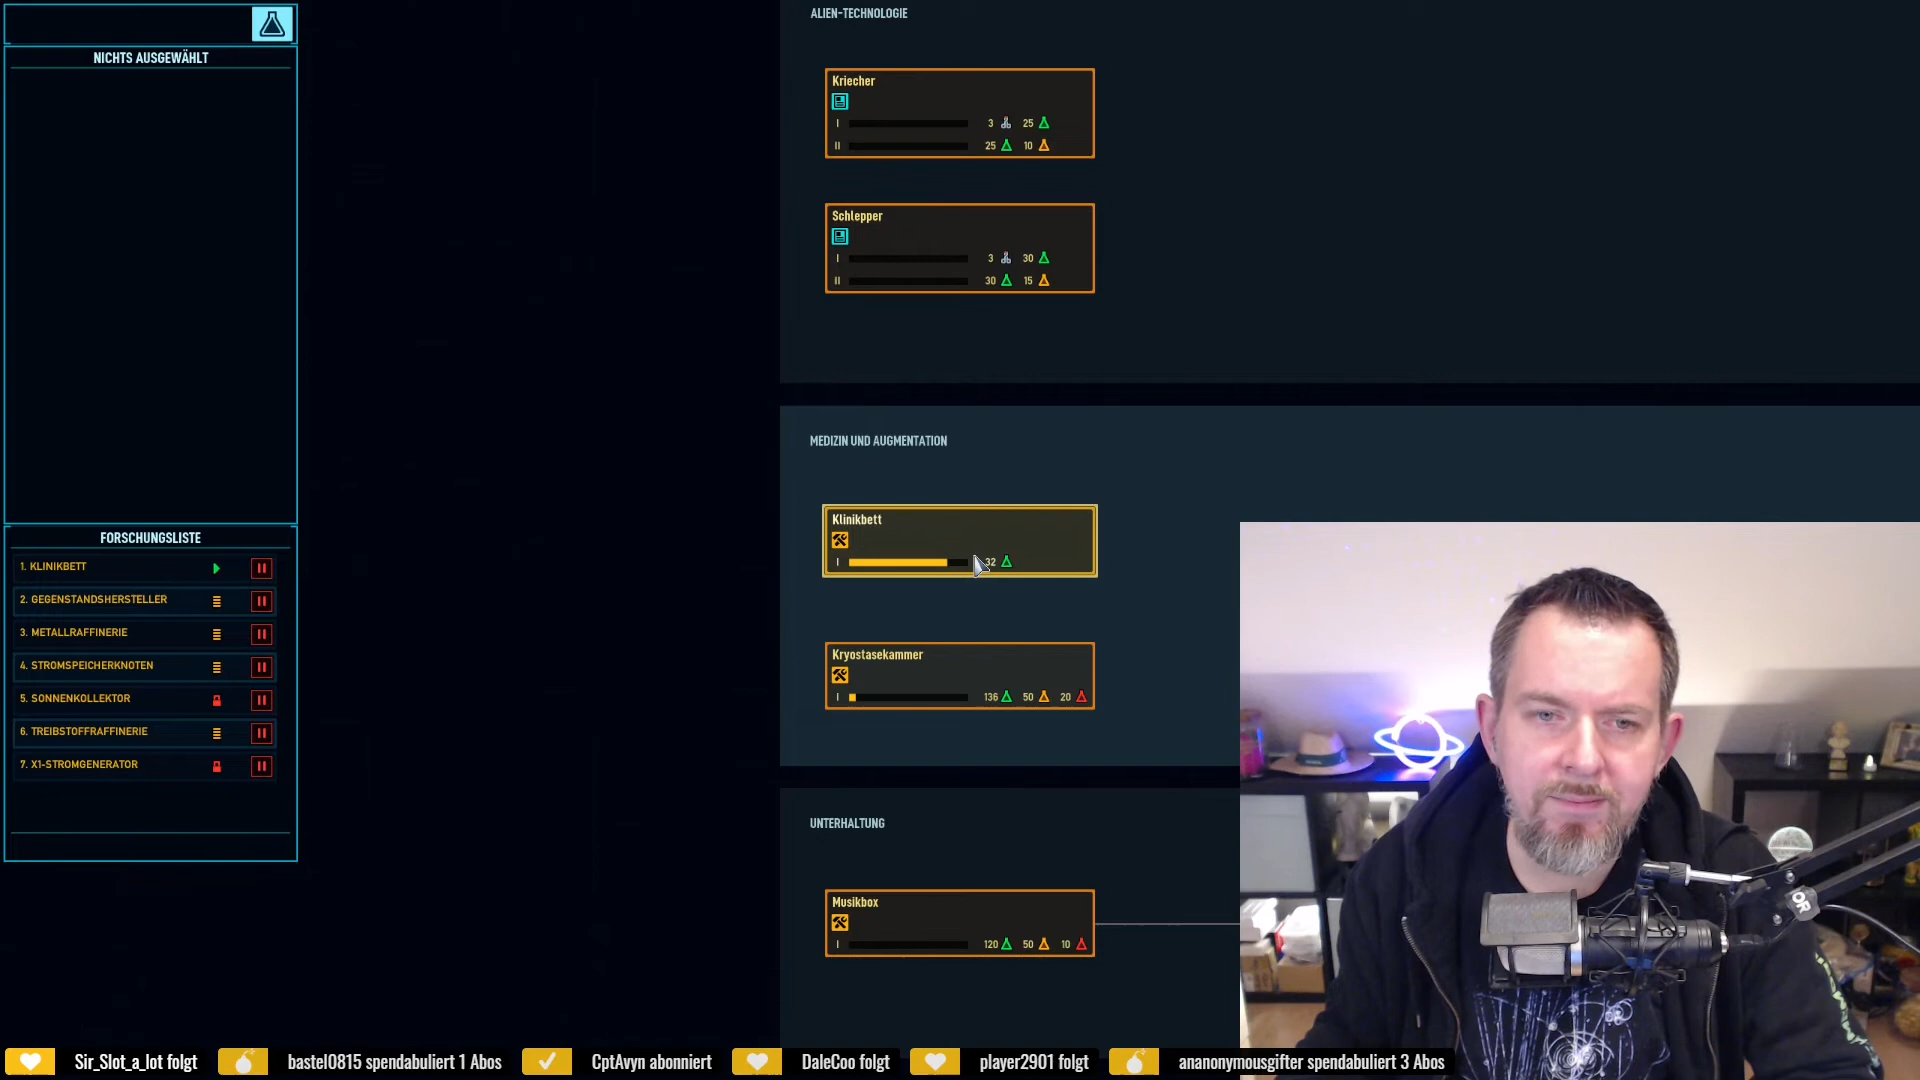 NICHTS AUSGEWÄHLT
FORSCHUNGSLISTE
1. KLINIKBETT
2. GEGENSTANDSHERSTELLER
3. METALLRAFFINERIE
4. STROMSPEICHERKNOTEN
5. SONNENKOLLEKTOR
6. TREIBSTOFFRAFFINERIE
7. X1-STROMGENERATOR
ALIEN-TECHNOLOGIE
Kriecher
I 3 25
II 25 10
Schlepper
I 3 30
II 30 15
MEDIZIN UND AUGMENTATION
Klinikbett
I 32
Kryostasekammer
I 136 50 20
UNTERHALTUNG
Musikbox
I 120 50 10
OR
Sir_Slot_a_lot folgt bastel0815 spendabuliert 1 Abos CptAvyn abonniert DaleCoo folgt player2901 folgt ananonymousgifter spendabuliert 3 Abos